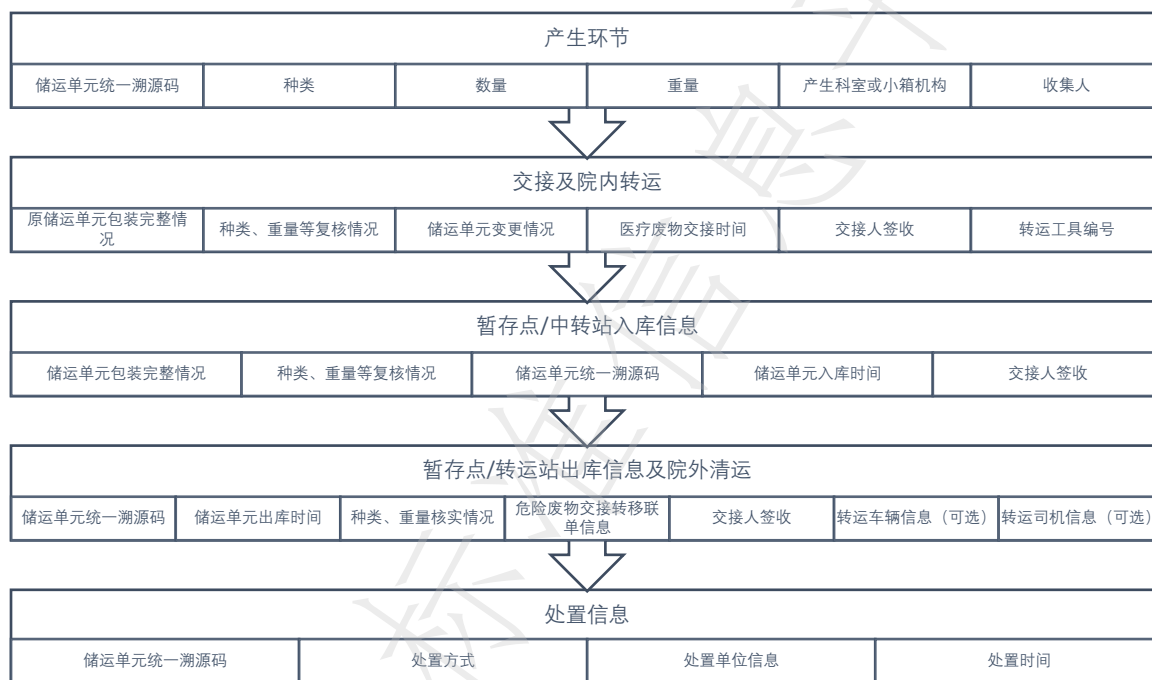 产生环节
储运单元统一溯源码
种类
数量
重量
产生科室或小箱机构
收集人
交接及院内转运
原储运单元包装完整情
况
种类、重量等复核情况
储运单元变更情况
医疗废物交接时间
交接人签收
转运工具编号
暂存点/中转站入库信息
储运单元包装完整情况
种类、重量等复核情况
储运单元统一溯源码
储运单元入库时间
交接人签收
暂存点/转运站出库信息及院外清运
储运单元统一溯源码
储运单元出库时间
种类、重量核实情况
危险废物交接转移联
单信息
交接人签收
转运车辆信息（可选）
转运司机信息（可选）
处置信息
储运单元统一溯源码
处置方式
处置单位信息
处置时间
标准信息